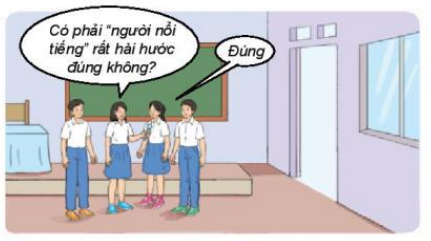 Có phải “người nổi
tiếng” rất hài hước
đúng không?
Đúng